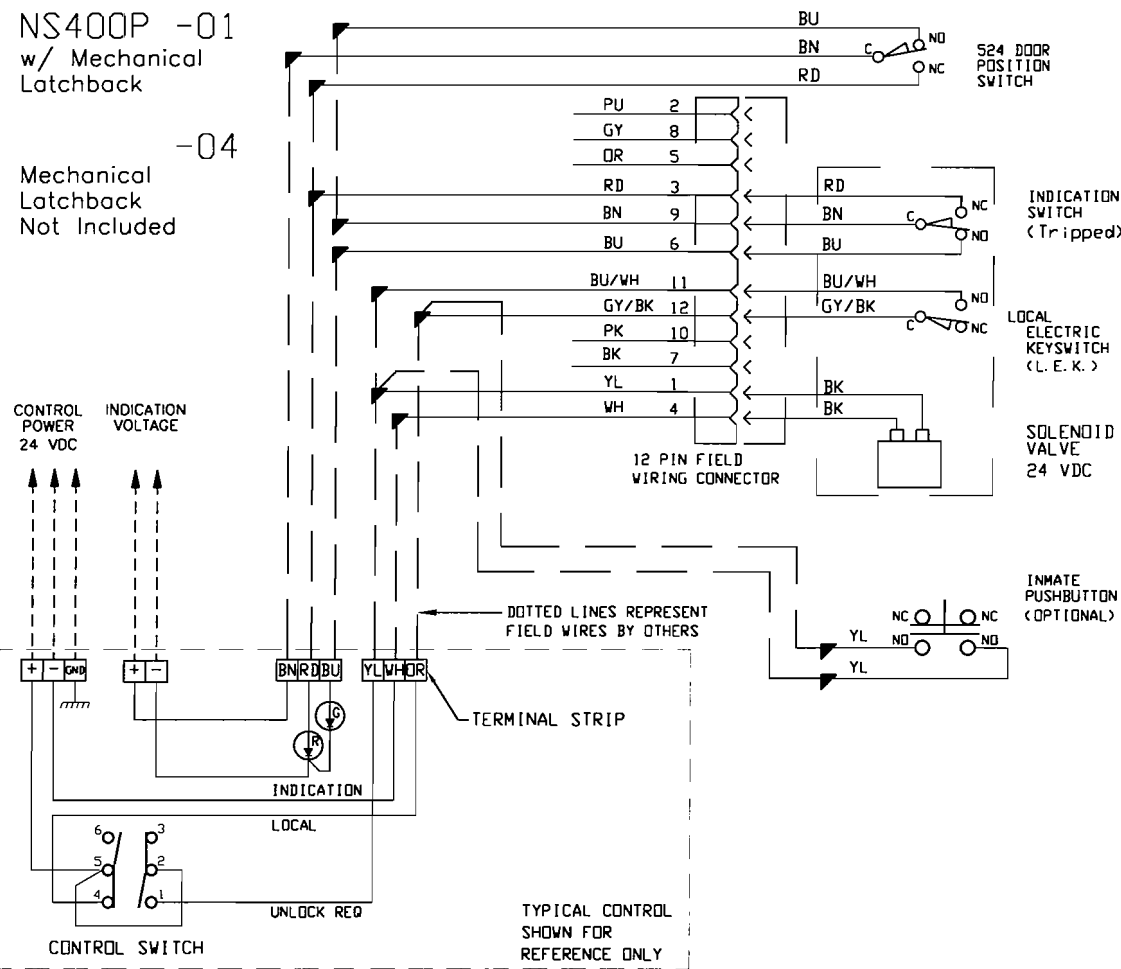 NS400P -01
w/ Mechanical
Latchback
-04
Mechanical
Latchback
Not Included
BU
BN
RD
C
NO
NC
524 DOOR
POSITION
SWITCH
PU 2
GY 8
OR 5
RD 3
BN 9
BU 6
BU/WH 11
GY/BK 12
PK 10
BK 7
YL 1
WH 4
12 PIN FIELD
WIRING CONNECTOR
RD
BN
BU
C
NC
NO
INDICATION
SWITCH
(Tripped)
BU/WH
GY/BK
C
NO
NC
LOCAL
ELECTRIC
KEYSWITCH
(L.E.K.)
BK
BK
SOLENOID
VALVE
24 VDC
CONTROL
POWER
24 VDC
INDICATION
VOLTAGE
DOTTED LINES REPRESENT
FIELD WIRES BY OTHERS
INMATE
PUSHBUTTON
(OPTIONAL)
NC
NC
NO
NO
YL
YL
+ - GND
+ -
BN RD BU
YL WH OR
TERMINAL STRIP
G
R
INDICATION
LOCAL
6 3
5 2
4 1
UNLOCK REQ
CONTROL SWITCH
TYPICAL CONTROL
SHOWN FOR
REFERENCE ONLY